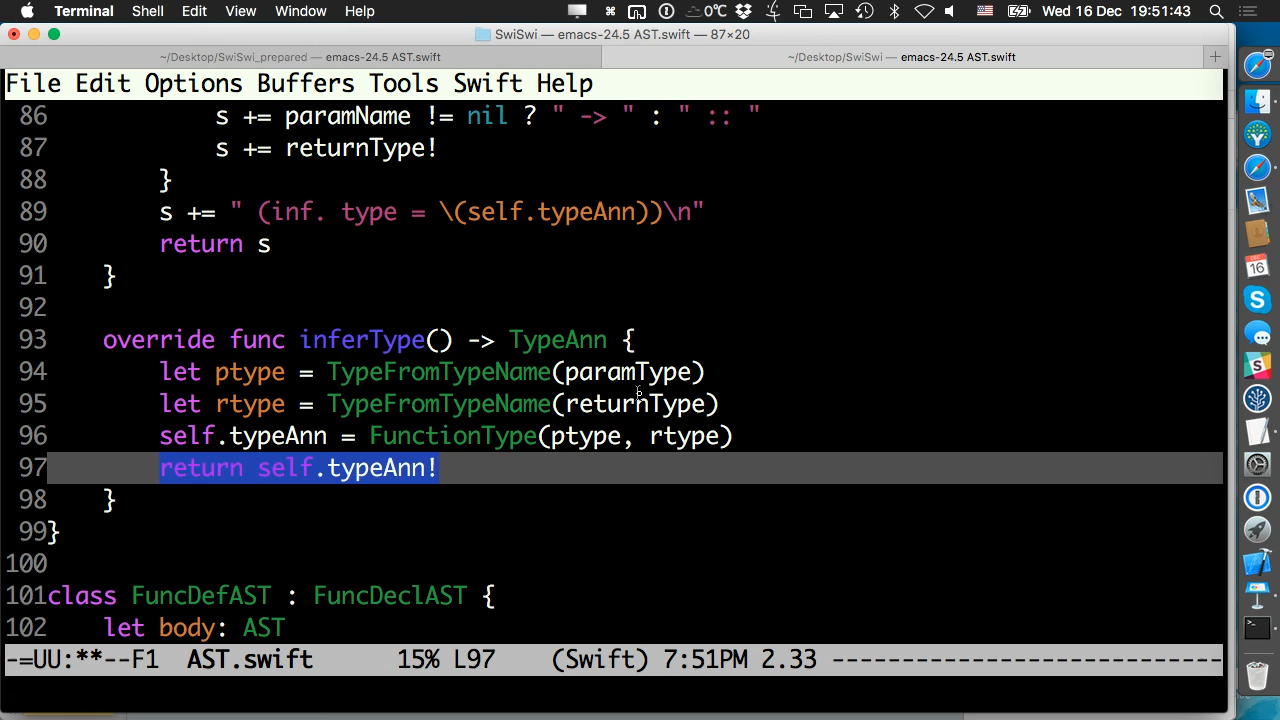 Terminal Shell Edit View Window Help 0°C Wed 16 Dec 19:51:43
SwiSwi — emacs-24.5 AST.swift — 87×20
~/Desktop/SwiSwi_prepared — emacs-24.5 AST.swift ~/Desktop/SwiSwi — emacs-24.5 AST.swift +
File Edit Options Buffers Tools Swift Help
86 s += paramName != nil ? " -> " : " :: "
87 s += returnType!
88 }
89 s += " (inf. type = \(self.typeAnn))\n"
90 return s
91 }
92
93 override func inferType() -> TypeAnn {
94 let ptype = TypeFromTypeName(paramType)
95 let rtype = TypeFromTypeName(returnType)
96 self.typeAnn = FunctionType(ptype, rtype)
97 return self.typeAnn!
98 }
99}
100
101class FuncDefAST : FuncDeclAST {
102 let body: AST
-=UU:**--F1 AST.swift 15% L97 (Swift) 7:51PM 2.33 ----------------------------